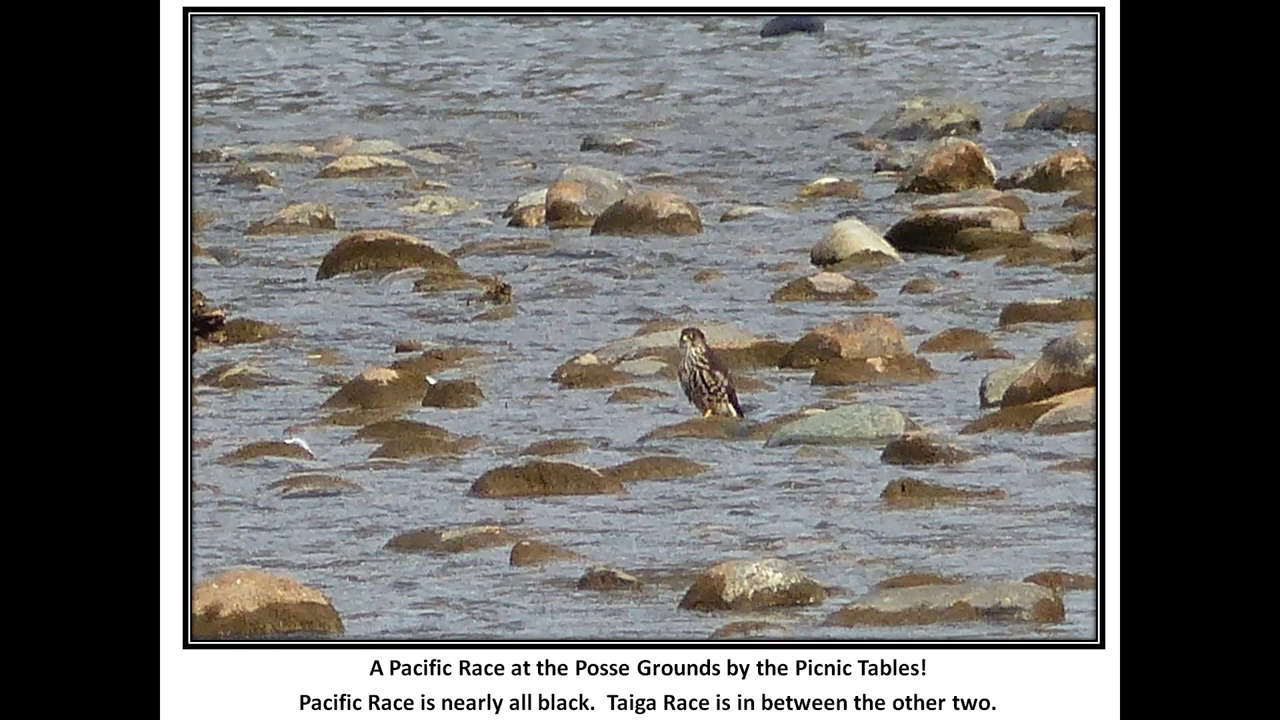 A Pacific Race at the Posse Grounds by the Picnic Tables!
Pacific Race is nearly all black.  Taiga Race is in between the other two.